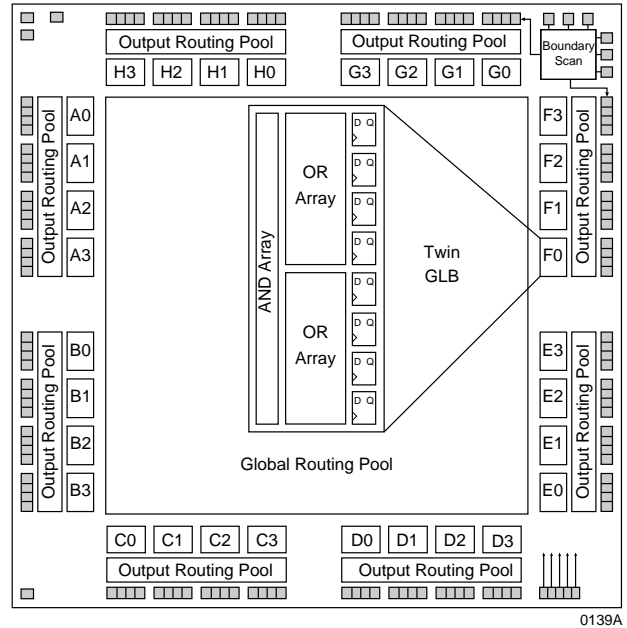 Output Routing Pool
Output Routing Pool
Boundary
Scan
H3 H2 H1 H0
G3 G2 G1 G0
Output Routing Pool
A0
A1
A2
A3
Output Routing Pool
B0
B1
B2
B3
AND Array
OR
Array
OR
Array
D Q
D Q
D Q
D Q
D Q
D Q
D Q
D Q
Twin
GLB
Global Routing Pool
F3
F2
F1
F0
Output Routing Pool
E3
E2
E1
E0
Output Routing Pool
C0 C1 C2 C3
D0 D1 D2 D3
Output Routing Pool
Output Routing Pool
0139A